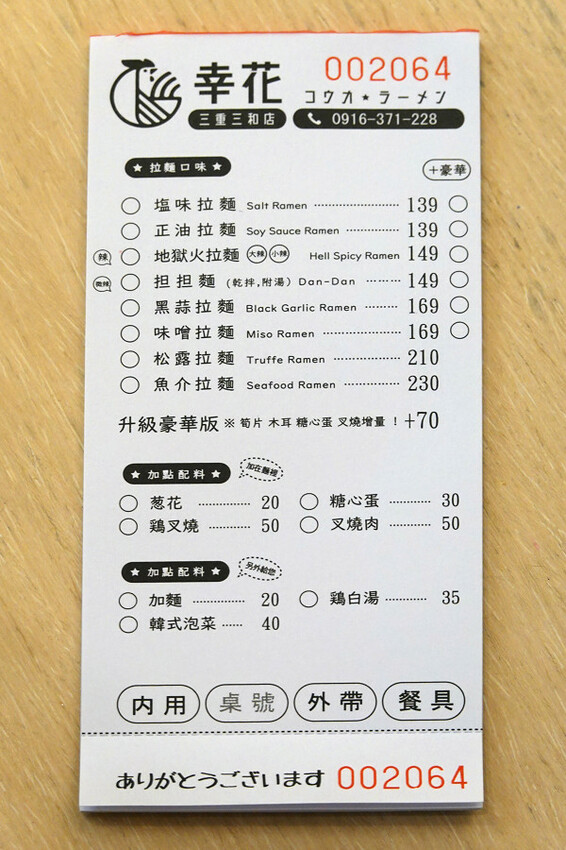 幸花 002064
コウオ★ラーメン
三重三和店 0916-371-228
★ 拉麵口味 ★ +豪華
塩味拉麵 Salt Ramen 139
正油拉麵 Soy Sauce Ramen 139
辣 地獄火拉麵 大辣 小辣 Hell Spicy Ramen 149
微辣 担担麵 (乾拌,附湯) Dan-Dan 149
黑蒜拉麵 Black Garlic Ramen 169
味噌拉麵 Miso Ramen 169
松露拉麵 Truffe Ramen 210
魚介拉麵 Seafood Ramen 230
升級豪華版 ※ 筍片 木耳 糖心蛋 叉燒增量 ! +70
★ 加點配料 ★ 加在麵裡
葱花 20 糖心蛋 30
鶏叉燒 50 叉燒肉 50
★ 加點配料 ★ 另外給您
加麵 20 鶏白湯 35
韓式泡菜 40
内用 桌號 外帶 餐具
ありがとうございます 002064